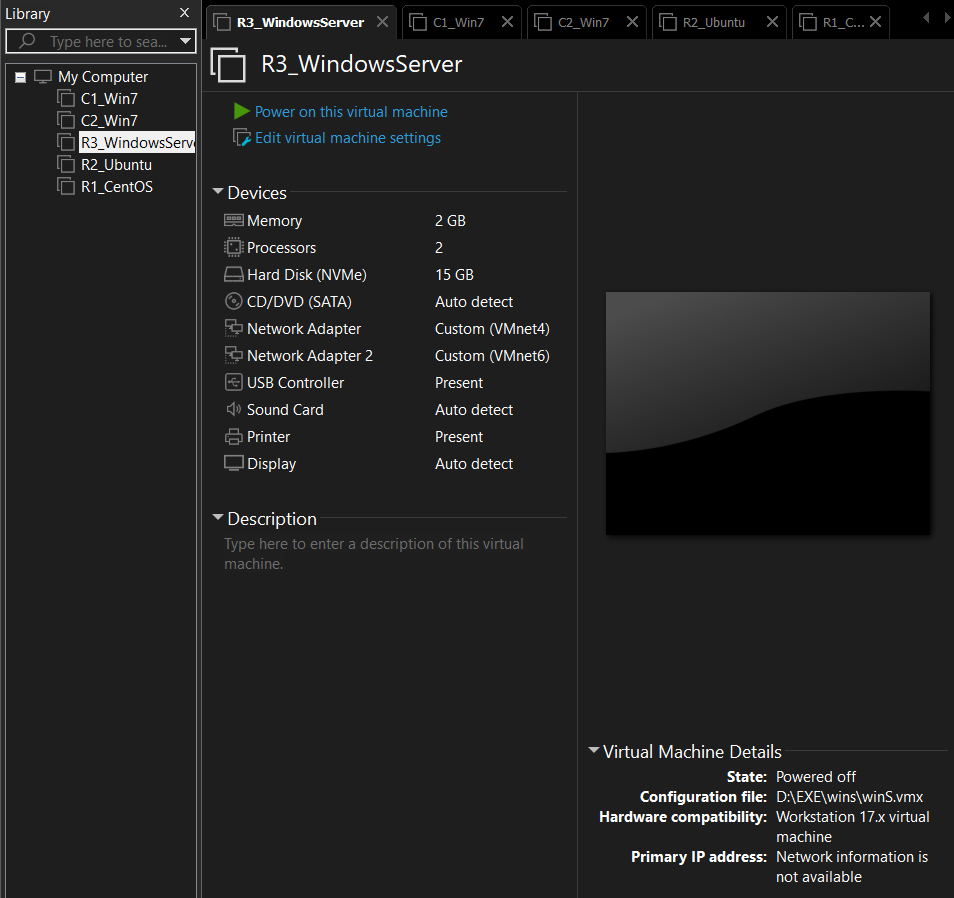 Library
Type here to sea...
My Computer
C1_Win7
C2_Win7
R3_WindowsServe
R2_Ubuntu
R1_CentOS
R3_WindowsServer
C1_Win7
C2_Win7
R2_Ubuntu
R1_C...
R3_WindowsServer
Power on this virtual machine
Edit virtual machine settings
Devices
Memory 2 GB
Processors 2
Hard Disk (NVMe) 15 GB
CD/DVD (SATA) Auto detect
Network Adapter Custom (VMnet4)
Network Adapter 2 Custom (VMnet6)
USB Controller Present
Sound Card Auto detect
Printer Present
Display Auto detect
Description
Type here to enter a description of this virtual
machine.
Virtual Machine Details
State: Powered off
Configuration file: D:\EXE\wins\winS.vmx
Hardware compatibility: Workstation 17.x virtual
machine
Primary IP address: Network information is
not available